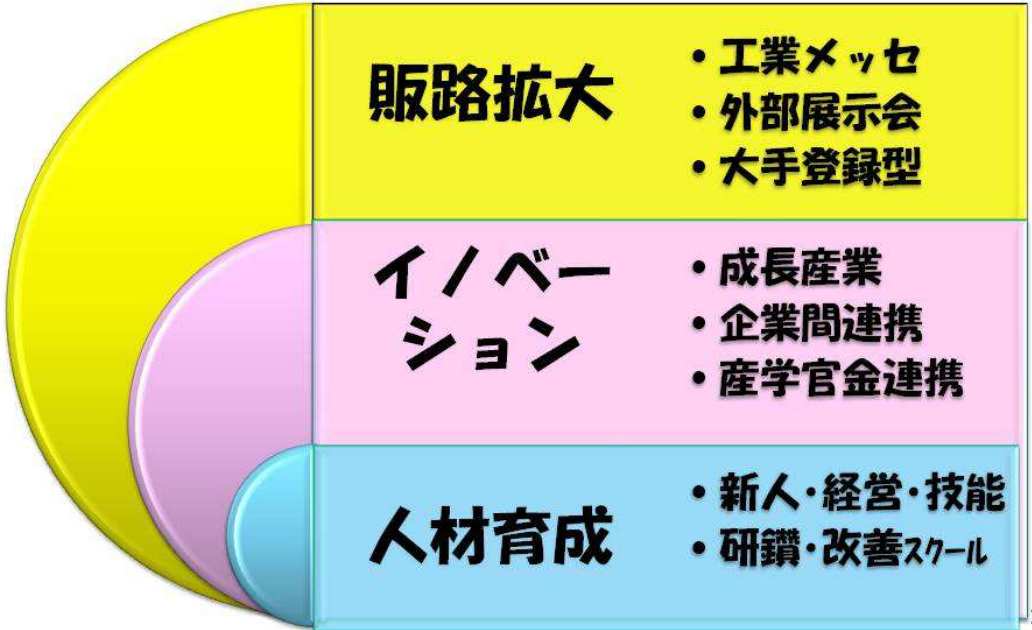 販路拡大
・工業メッセ
・外部展示会
・大手登録型
イノベー
ション
・成長産業
・企業間連携
・産学官金連携
人材育成
・新人・経営・技能
・研鑽・改善スクール